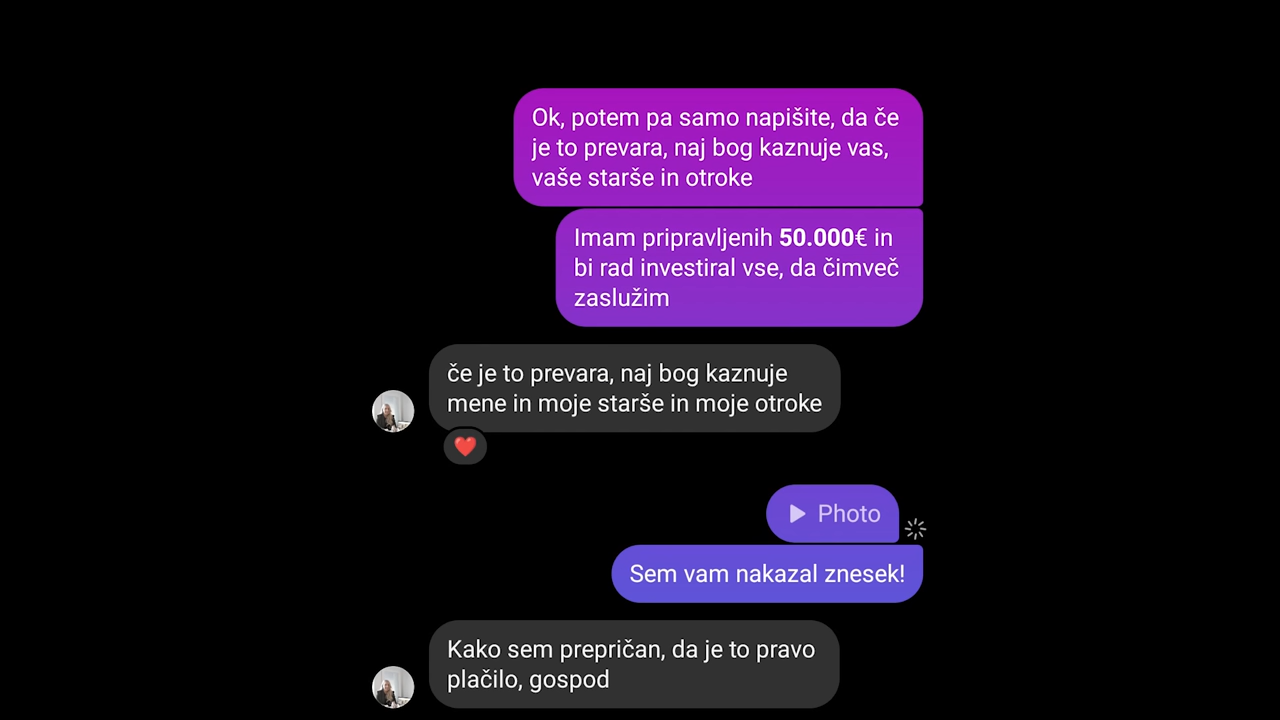 Ok, potem pa samo napišite, da če
je to prevara, naj bog kaznuje vas,
vaše starše in otroke
Imam pripravljenih 50.000€ in
bi rad investiral vse, da čimveč
zaslužim
če je to prevara, naj bog kaznuje
mene in moje starše in moje otroke
Photo
Sem vam nakazal znesek!
Kako sem prepričan, da je to pravo
plačilo, gospod